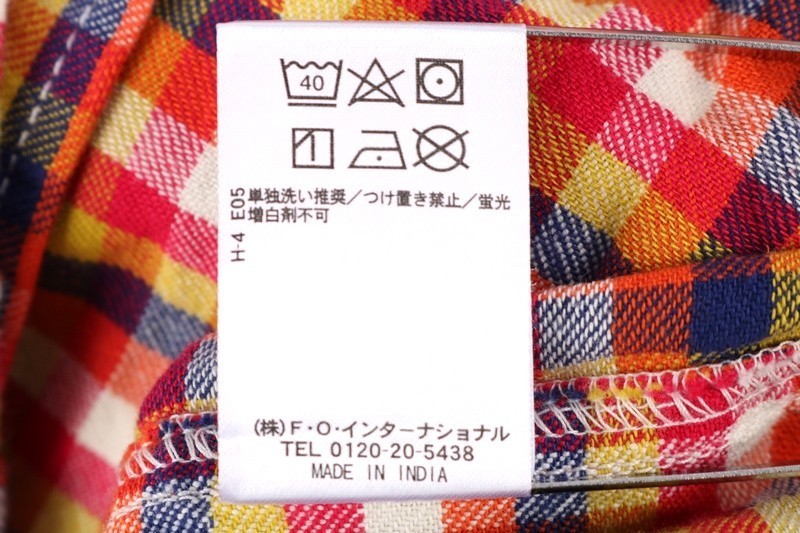 40
単独洗い推奨／つけ置き禁止／蛍光
増白剤不可
H-4 E05
(株)F・O・インターナショナル
TEL 0120-20-5438
MADE IN INDIA